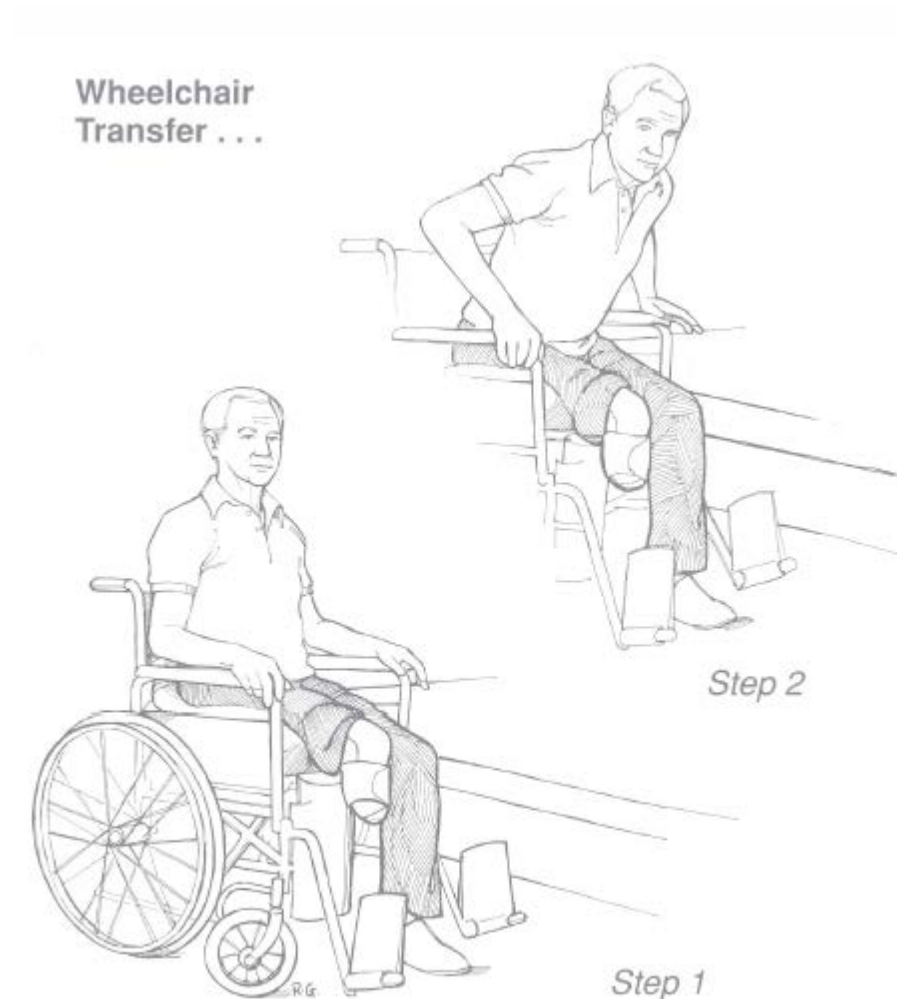 Wheelchair
Transfer . . .
Step 2
Step 1
R.G.